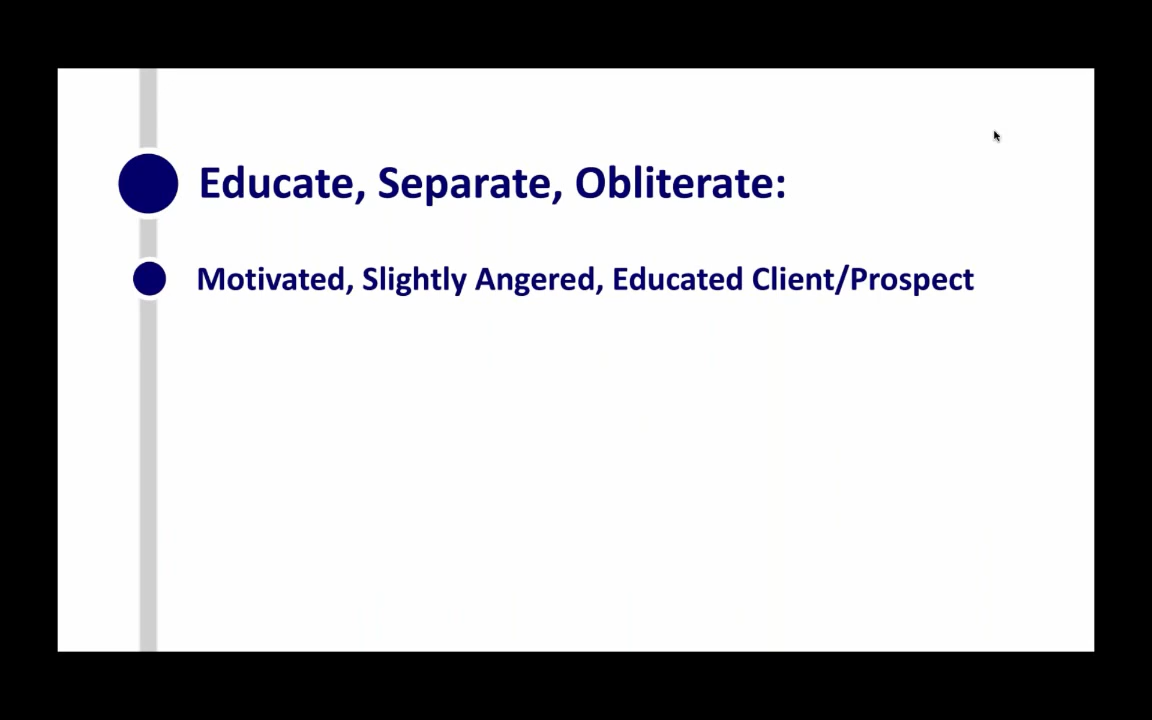 Educate, Separate, Obliterate:
Motivated, Slightly Angered, Educated Client/Prospect